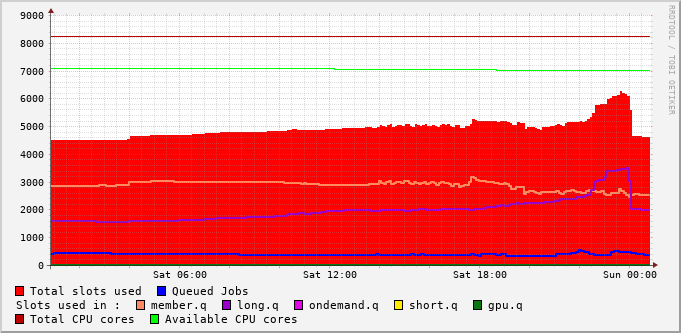 9000
8000
7000
6000
5000
4000
3000
2000
1000
0
Sat 06:00 Sat 12:00 Sat 18:00 Sun 00:00
RRDTOOL / TOBI OETIKER
Total slots used Queued Jobs
Slots used in : member.q long.q ondemand.q short.q gpu.q
Total CPU cores Available CPU cores